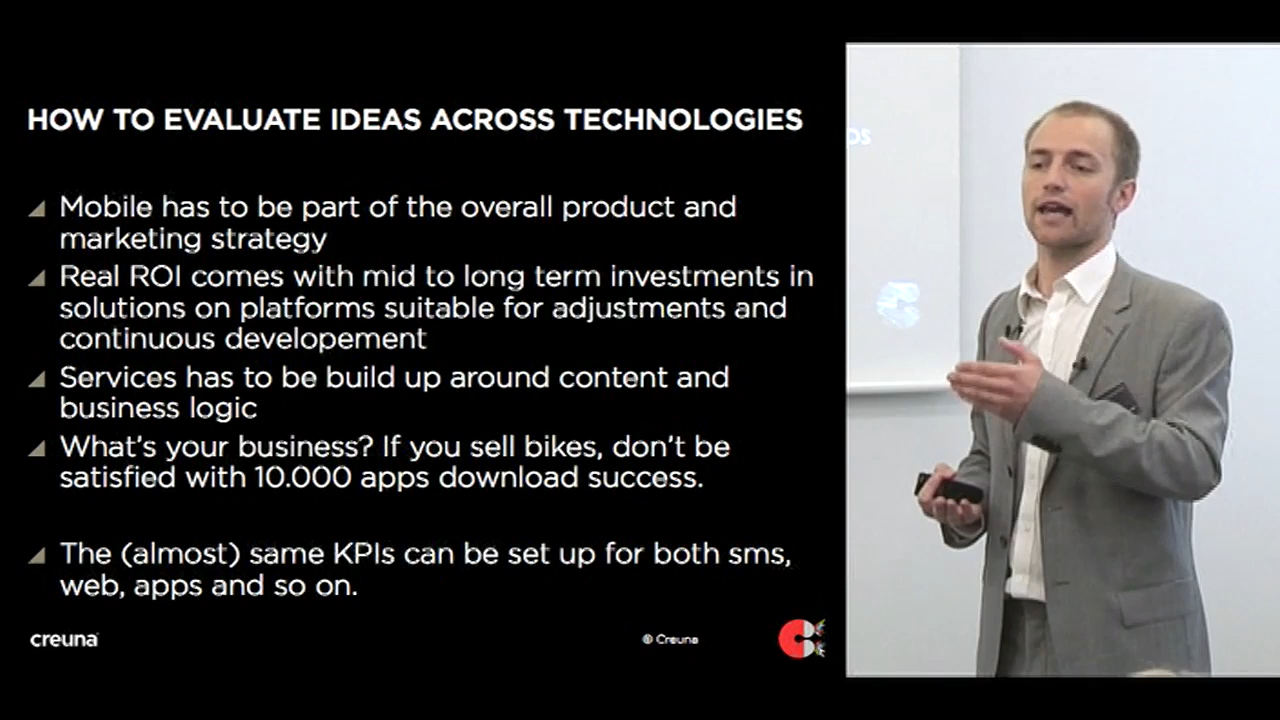 HOW TO EVALUATE IDEAS ACROSS TECHNOLOGIES
Mobile has to be part of the overall product and
marketing strategy
Real ROI comes with mid to long term investments in
solutions on platforms suitable for adjustments and
continuous developement
Services has to be build up around content and
business logic
What's your business? If you sell bikes, don't be
satisfied with 10.000 apps download success.
The (almost) same KPIs can be set up for both sms,
web, apps and so on.
creuna
© Creuna